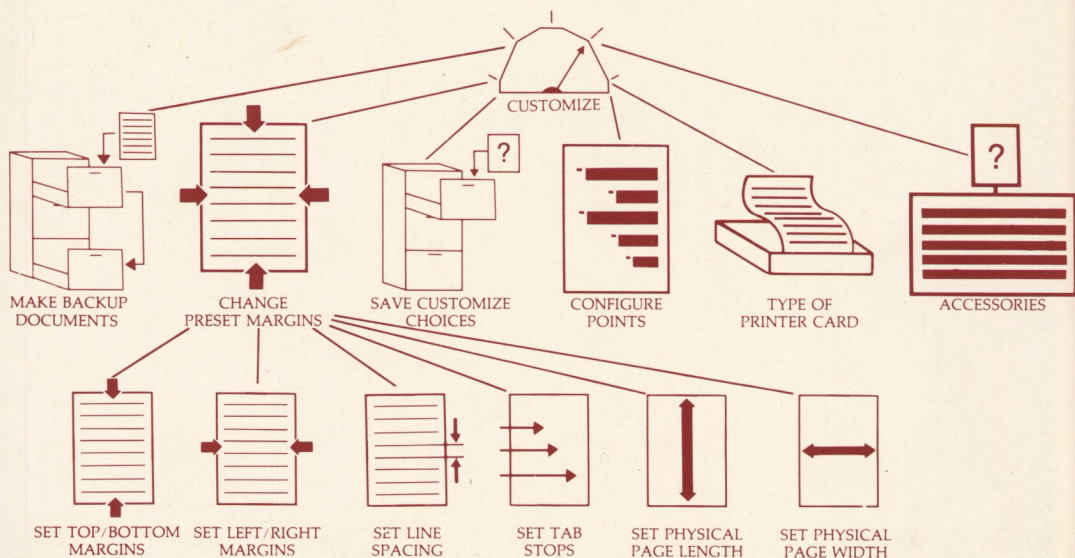 CUSTOMIZE
?
?
MAKE BACKUP
DOCUMENTS
CHANGE
PRESET MARGINS
SAVE CUSTOMIZE
CHOICES
CONFIGURE
POINTS
TYPE OF
PRINTER CARD
ACCESSORIES
SET TOP/BOTTOM
MARGINS
SET LEFT/RIGHT
MARGINS
SET LINE
SPACING
SET TAB
STOPS
SET PHYSICAL
PAGE LENGTH
SET PHYSICAL
PAGE WIDTH